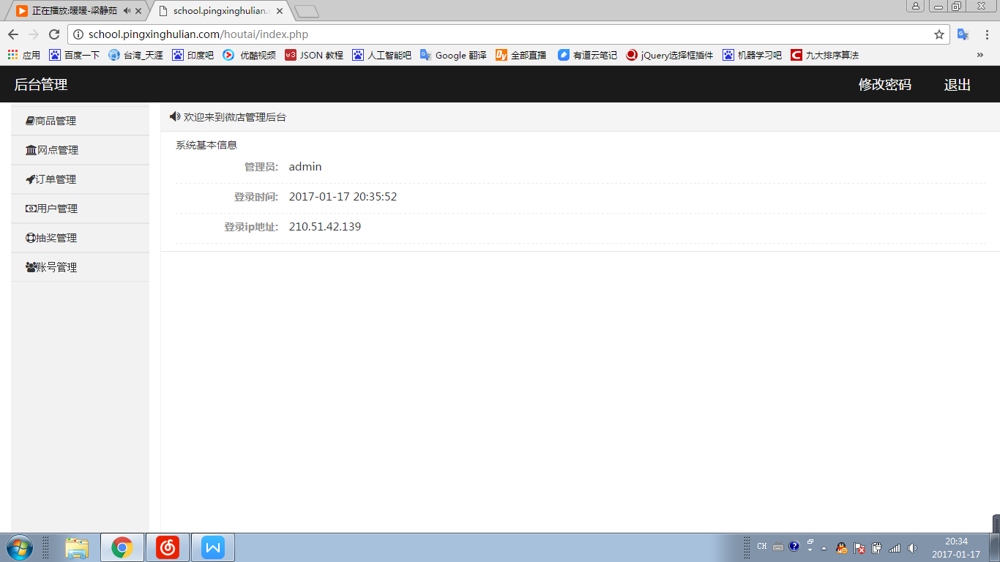 正在播放:暖暖-梁静茹
school.pingxinghulian.c
school.pingxinghulian.com/houtai/index.php
应用 百度一下 台湾_天涯 印度吧 优酷视频 w3 JSON 教程 人工智能吧 Google 翻译 全部直播 有道云笔记 jQuery选择框插件 机器学习吧 九大排序算法 »
后台管理 修改密码 退出
商品管理
网点管理
订单管理
用户管理
抽奖管理
账号管理
欢迎来到微店管理后台
系统基本信息
管理员: admin
登录时间: 2017-01-17 20:35:52
登录ip地址: 210.51.42.139
CH
20:34
2017-01-17